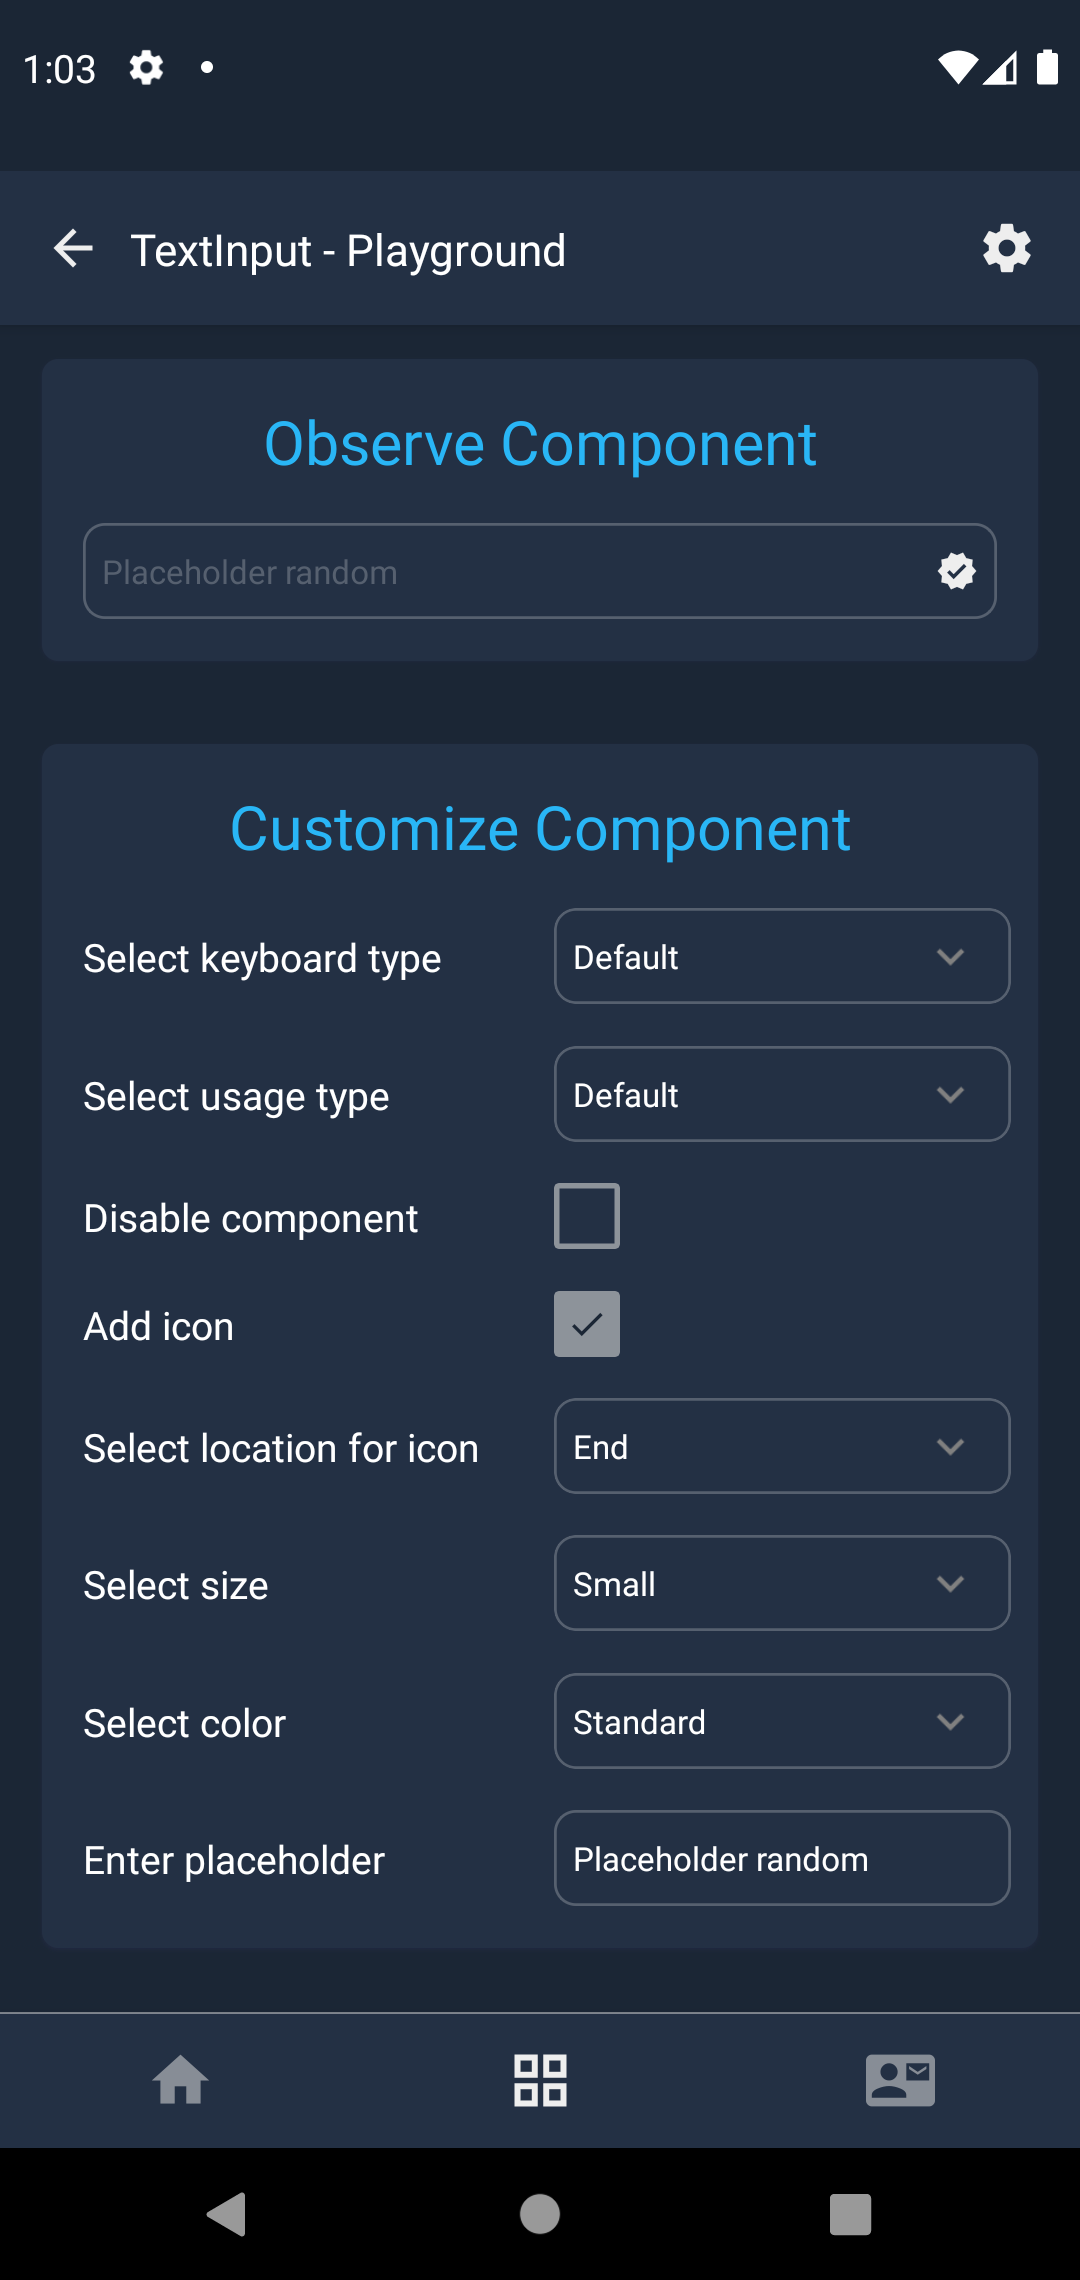 1:03
TextInput - Playground
Observe Component
Placeholder random
Customize Component
Select keyboard type Default
Select usage type Default
Disable component
Add icon
Select location for icon End
Select size Small
Select color Standard
Enter placeholder Placeholder random